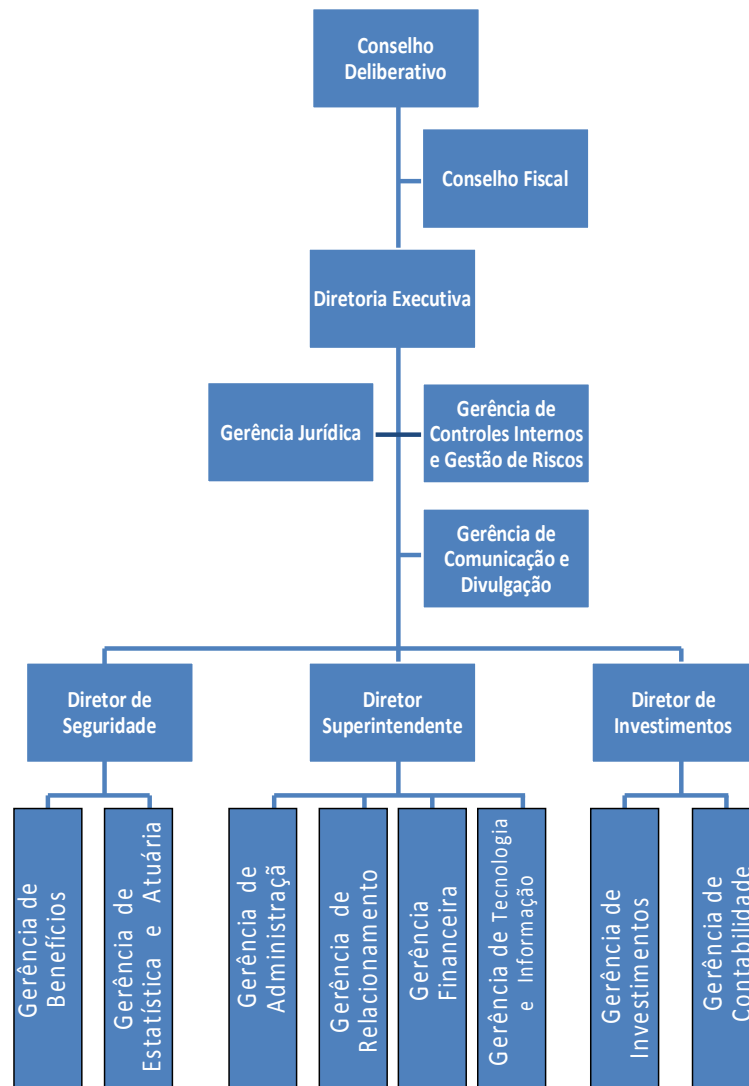 Conselho
Deliberativo
Conselho Fiscal
Diretoria Executiva
Gerência Jurídica
Gerência de
Controles Internos
e Gestão de Riscos
Gerência de
Comunicação e
Divulgação
Diretor de
Seguridade
Diretor
Superintendente
Diretor de
Investimentos
Gerência de
Benefícios
Gerência de
Estatística e Atuária
Gerência de
Administraçã
Gerência de
Relacionamento
Gerência
Financeira
Gerência de Tecnologia
e Informação
Gerência de
Investimentos
Gerência de
Contabilidade